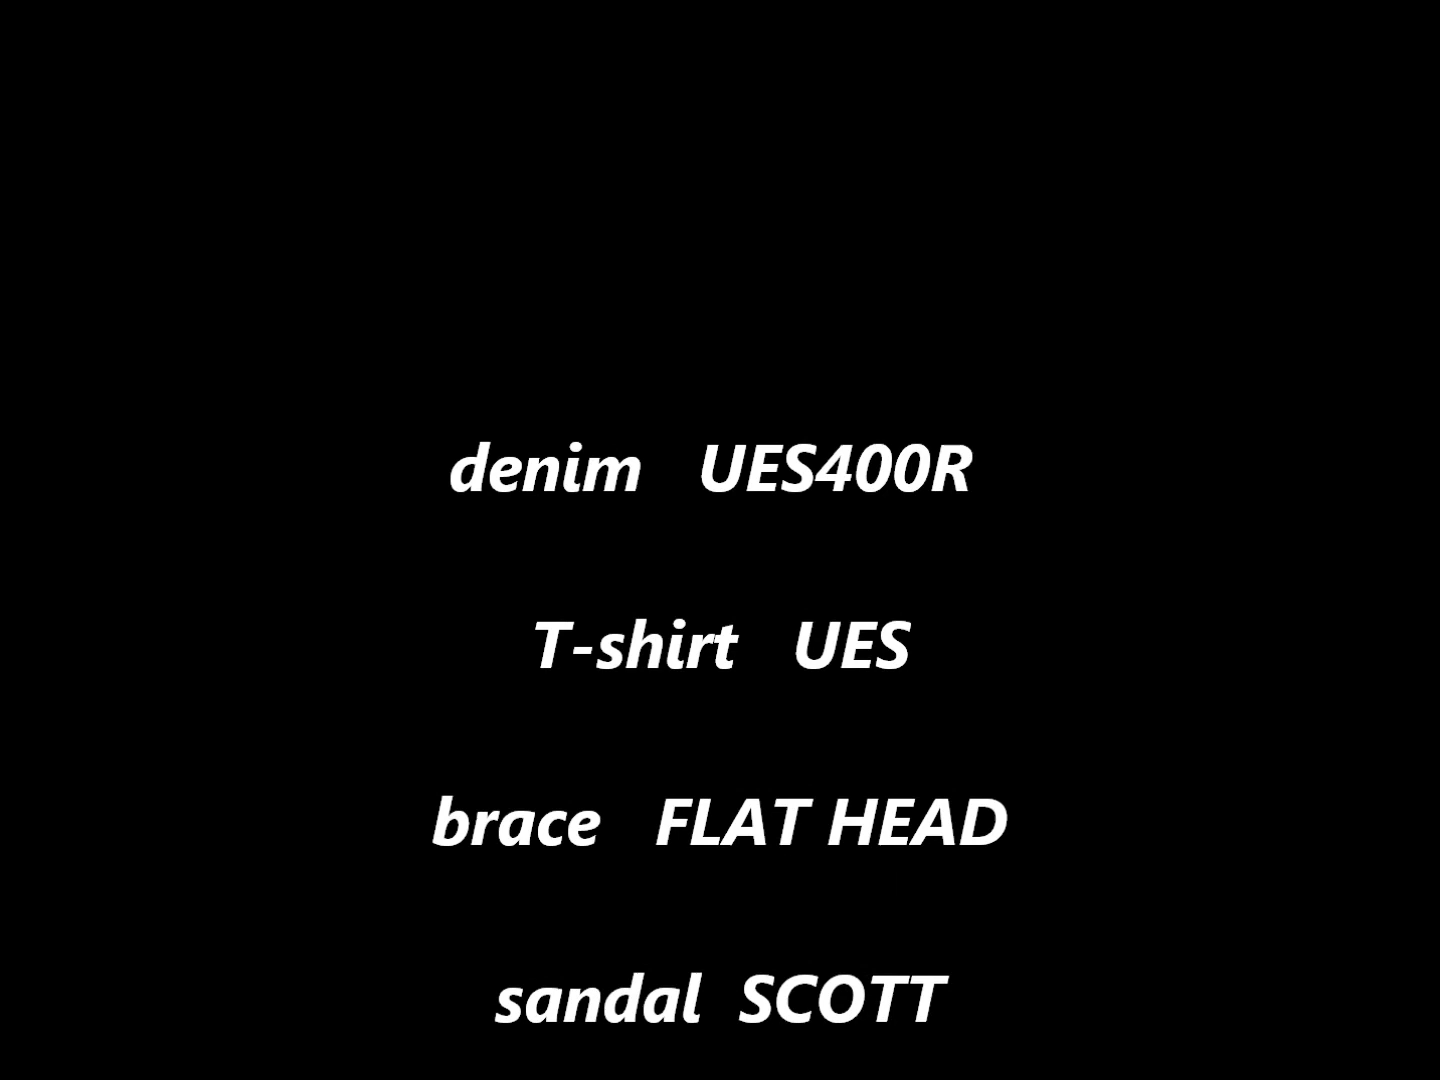 denim UES400R
T-shirt UES
brace FLAT HEAD
sandal SCOTT